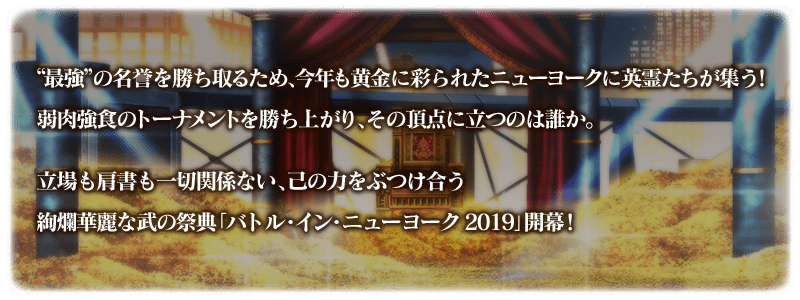 “最強”の名誉を勝ち取るため、今年も黄金に彩られたニューヨークに英霊たちが集う！
弱肉強食のトーナメントを勝ち上がり、その頂点に立つのは誰か。
立場も肩書も一切関係ない、己の力をぶつけ合う
絢爛華麗な武の祭典「バトル・イン・ニューヨーク 2019」開幕！